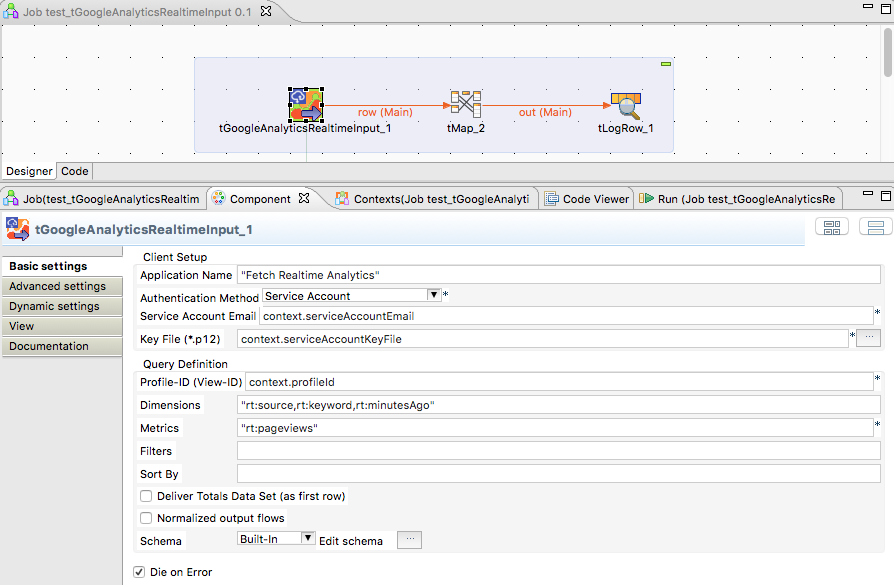 Job test_tGoogleAnalyticsRealtimeInput 0.1
row (Main)
out (Main)
tGoogleAnalyticsRealtimeInput_1
tMap_2
tLogRow_1
Designer
Code
Job(test_tGoogleAnalyticsRealtim
Component
Contexts(Job test_tGoogleAnalyti
Code Viewer
Run (Job test_tGoogleAnalyticsRe
tGoogleAnalyticsRealtimeInput_1
Basic settings
Advanced settings
Dynamic settings
View
Documentation
Client Setup
Application Name "Fetch Realtime Analytics"
Authentication Method Service Account *
Service Account Email context.serviceAccountEmail *
Key File (*.p12) context.serviceAccountKeyFile * ...
Query Definition
Profile-ID (View-ID) context.profileId *
Dimensions "rt:source,rt:keyword,rt:minutesAgo"
Metrics "rt:pageviews" *
Filters
Sort By
Deliver Totals Data Set (as first row)
Normalized output flows
Schema Built-In Edit schema ...
Die on Error